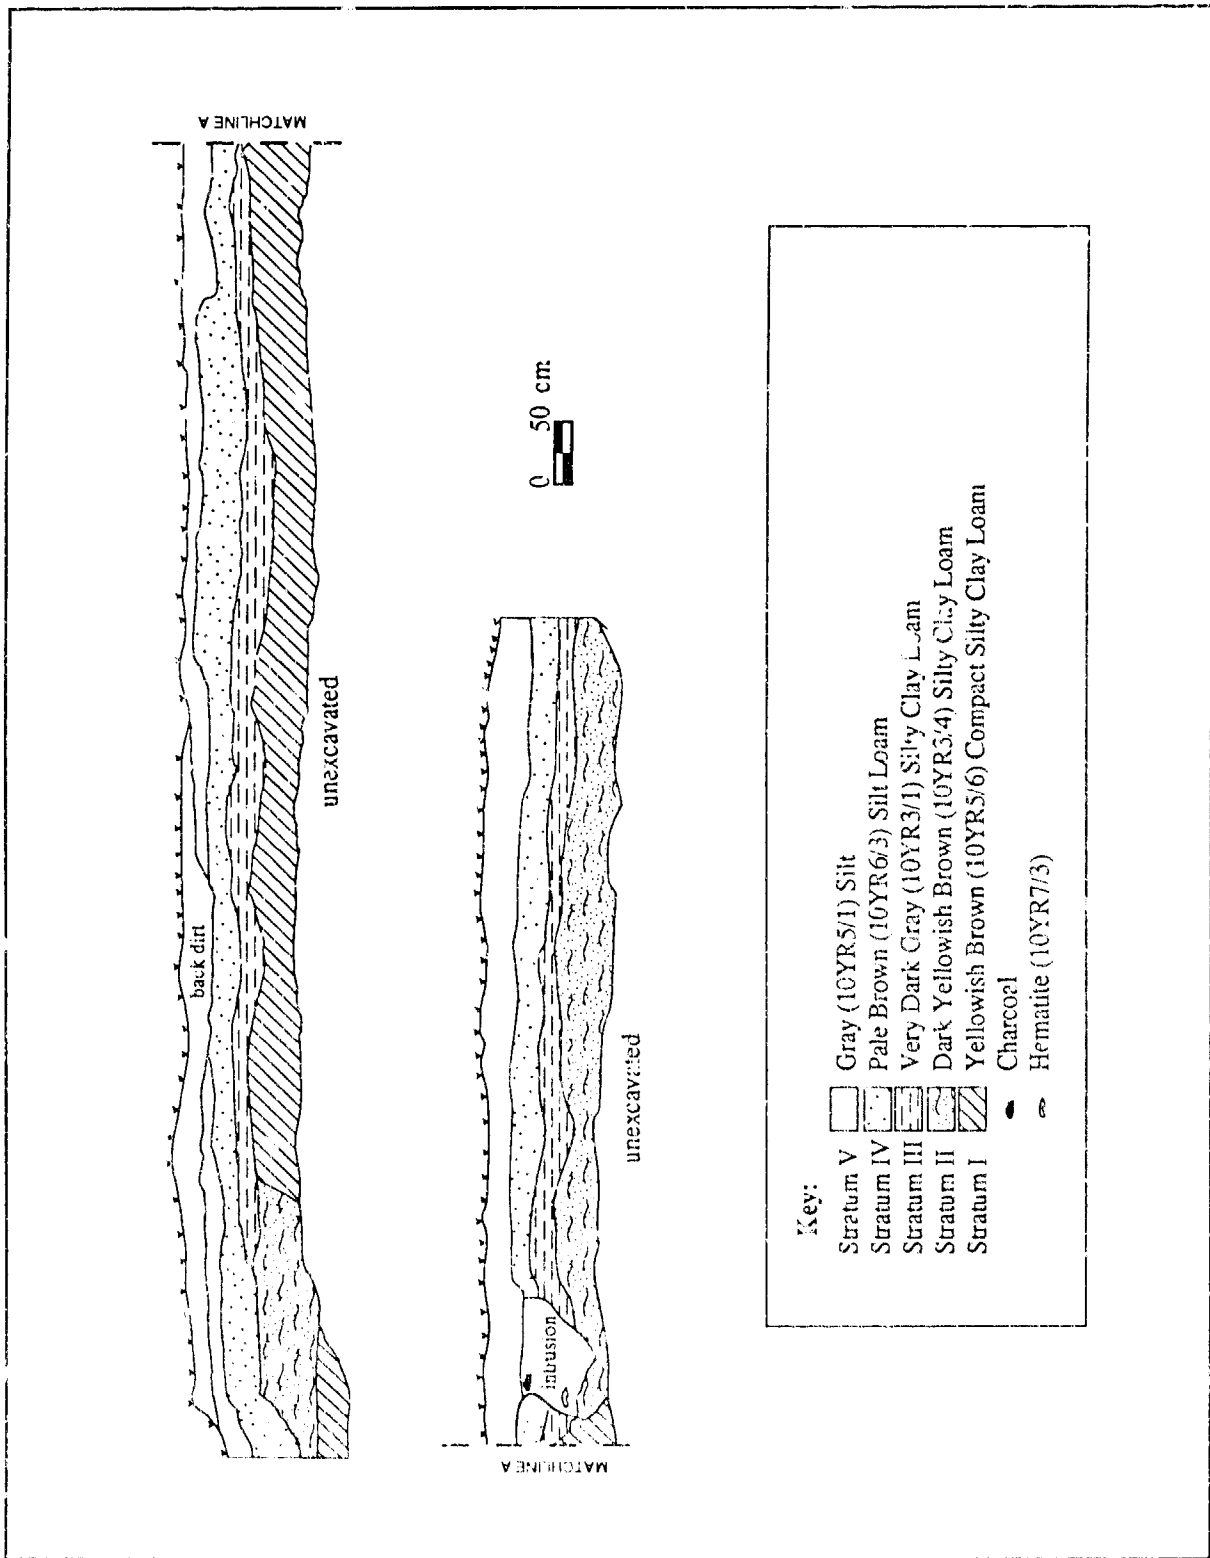 MATCHLINE A
back dirt
unexcavated
0 50 cm
MATCHLINE A
intrusion
unexcavated
Key:
Stratum V Gray (10YR5/1) Silt
Stratum IV Pale Brown (10YR6/3) Silt Loam
Stratum III Very Dark Gray (10YR3/1) Silty Clay Loam
Stratum II Dark Yellowish Brown (10YR3/4) Silty Clay Loam
Stratum I Yellowish Brown (10YR5/6) Compact Silty Clay Loam
Charcoal
Hematite (10YR7/3)